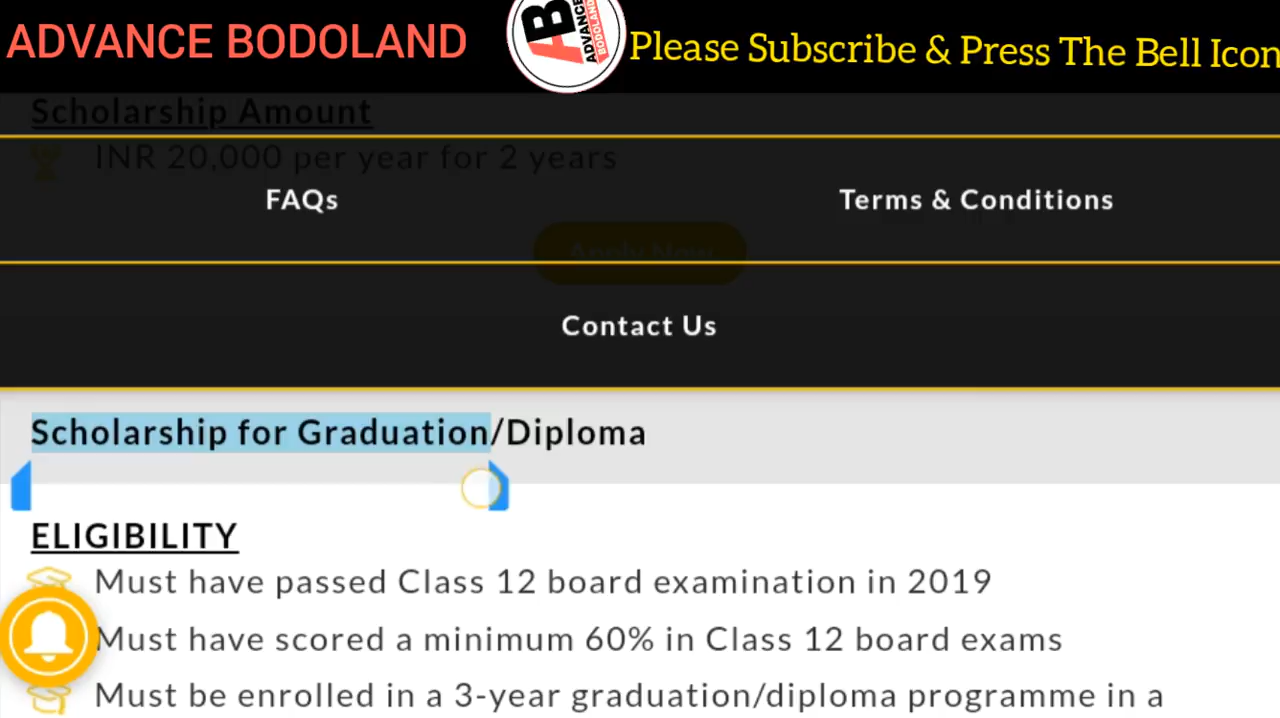 ADVANCE BODOLAND
AB ADVANCE BODOLAND
Please Subscribe & Press The Bell Icon
Scholarship Amount
INR 20,000 per year for 2 years
FAQs
Terms & Conditions
Apply Now
Contact Us
Scholarship for Graduation/Diploma
ELIGIBILITY
Must have passed Class 12 board examination in 2019
Must have scored a minimum 60% in Class 12 board exams
Must be enrolled in a 3-year graduation/diploma programme in a